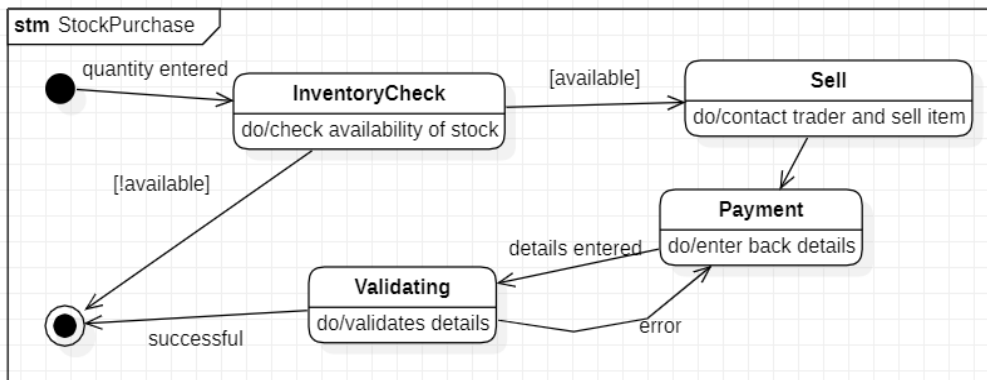 stm StockPurchase
quantity entered
InventoryCheck
do/check availability of stock
[available]
Sell
do/contact trader and sell item
[!available]
Payment
do/enter back details
details entered
Validating
do/validates details
error
successful